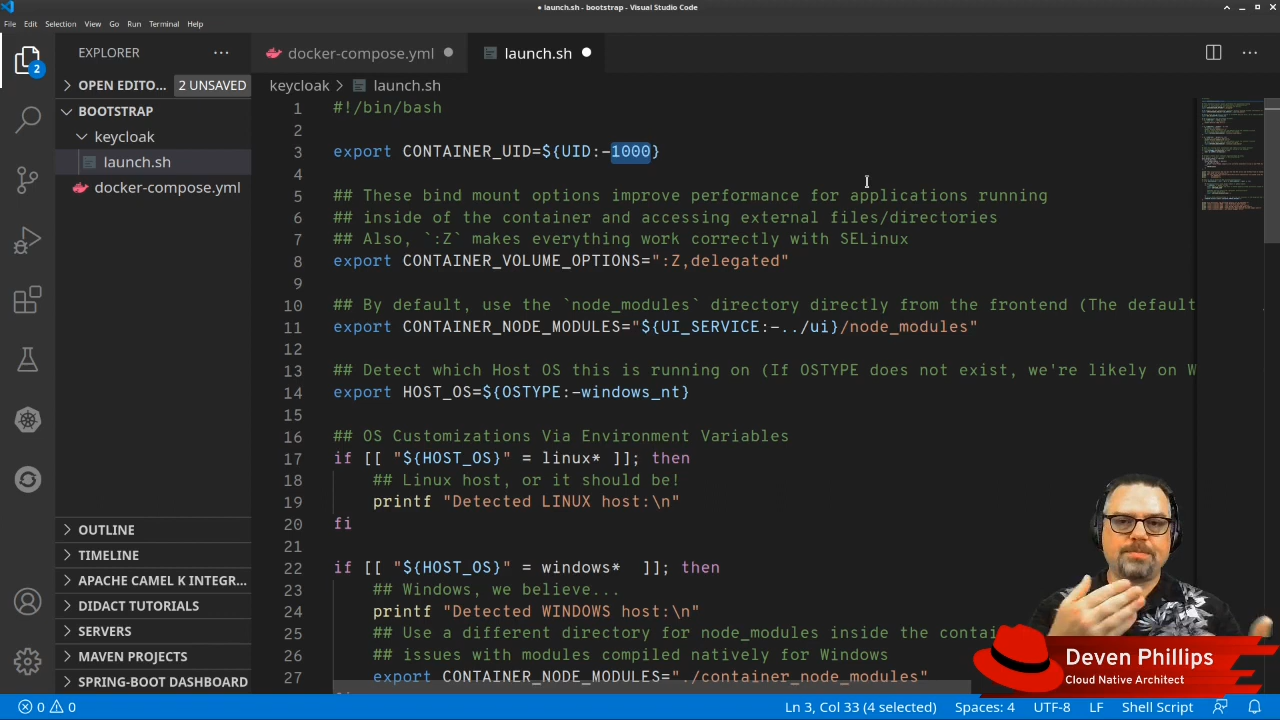 ● launch.sh - bootstrap - Visual Studio Code
File Edit Selection View Go Run Terminal Help
EXPLORER
docker-compose.yml
launch.sh
2
OPEN EDITO... 2 UNSAVED
keycloak > launch.sh
BOOTSTRAP
keycloak
launch.sh
docker-compose.yml
1 #!/bin/bash
2
3 export CONTAINER_UID=${UID:-1000}
4
5 ## These bind mount options improve performance for applications running
6 ## inside of the container and accessing external files/directories
7 ## Also, `:Z` makes everything work correctly with SELinux
8 export CONTAINER_VOLUME_OPTIONS=":Z,delegated"
9
10 ## By default, use the `node_modules` directory directly from the frontend (The default
11 export CONTAINER_NODE_MODULES="${UI_SERVICE:-../ui}/node_modules"
12
13 ## Detect which Host OS this is running on (If OSTYPE does not exist, we're likely on W
14 export HOST_OS=${OSTYPE:-windows_nt}
15
16 ## OS Customizations Via Environment Variables
17 if [[ "${HOST_OS}" = linux* ]]; then
18 ## Linux host, or it should be!
19 printf "Detected LINUX host:\n"
20 fi
21
22 if [[ "${HOST_OS}" = windows* ]]; then
23 ## Windows, we believe...
24 printf "Detected WINDOWS host:\n"
25 ## Use a different directory for node_modules inside the contai
26 ## issues with modules compiled natively for Windows
27 export CONTAINER_NODE_MODULES="./container_node_modules"
OUTLINE
TIMELINE
APACHE CAMEL K INTEGR...
DIDACT TUTORIALS
SERVERS
MAVEN PROJECTS
SPRING-BOOT DASHBOARD
Deven Phillips
Cloud Native Architect
0 0 Ln 3, Col 33 (4 selected) Spaces: 4 UTF-8 LF Shell Script